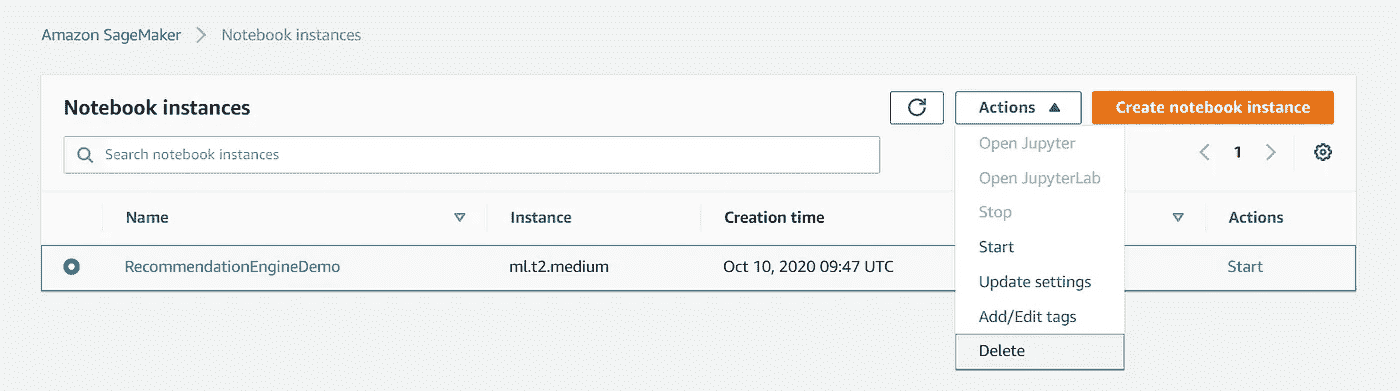 Amazon SageMaker > Notebook instances
Notebook instances
Actions
Create notebook instance
Search notebook instances
1
Open Jupyter
Open JupyterLab
Stop
Start
Update settings
Add/Edit tags
Delete
Name Instance Creation time Actions
RecommendationEngineDemo ml.t2.medium Oct 10, 2020 09:47 UTC Start